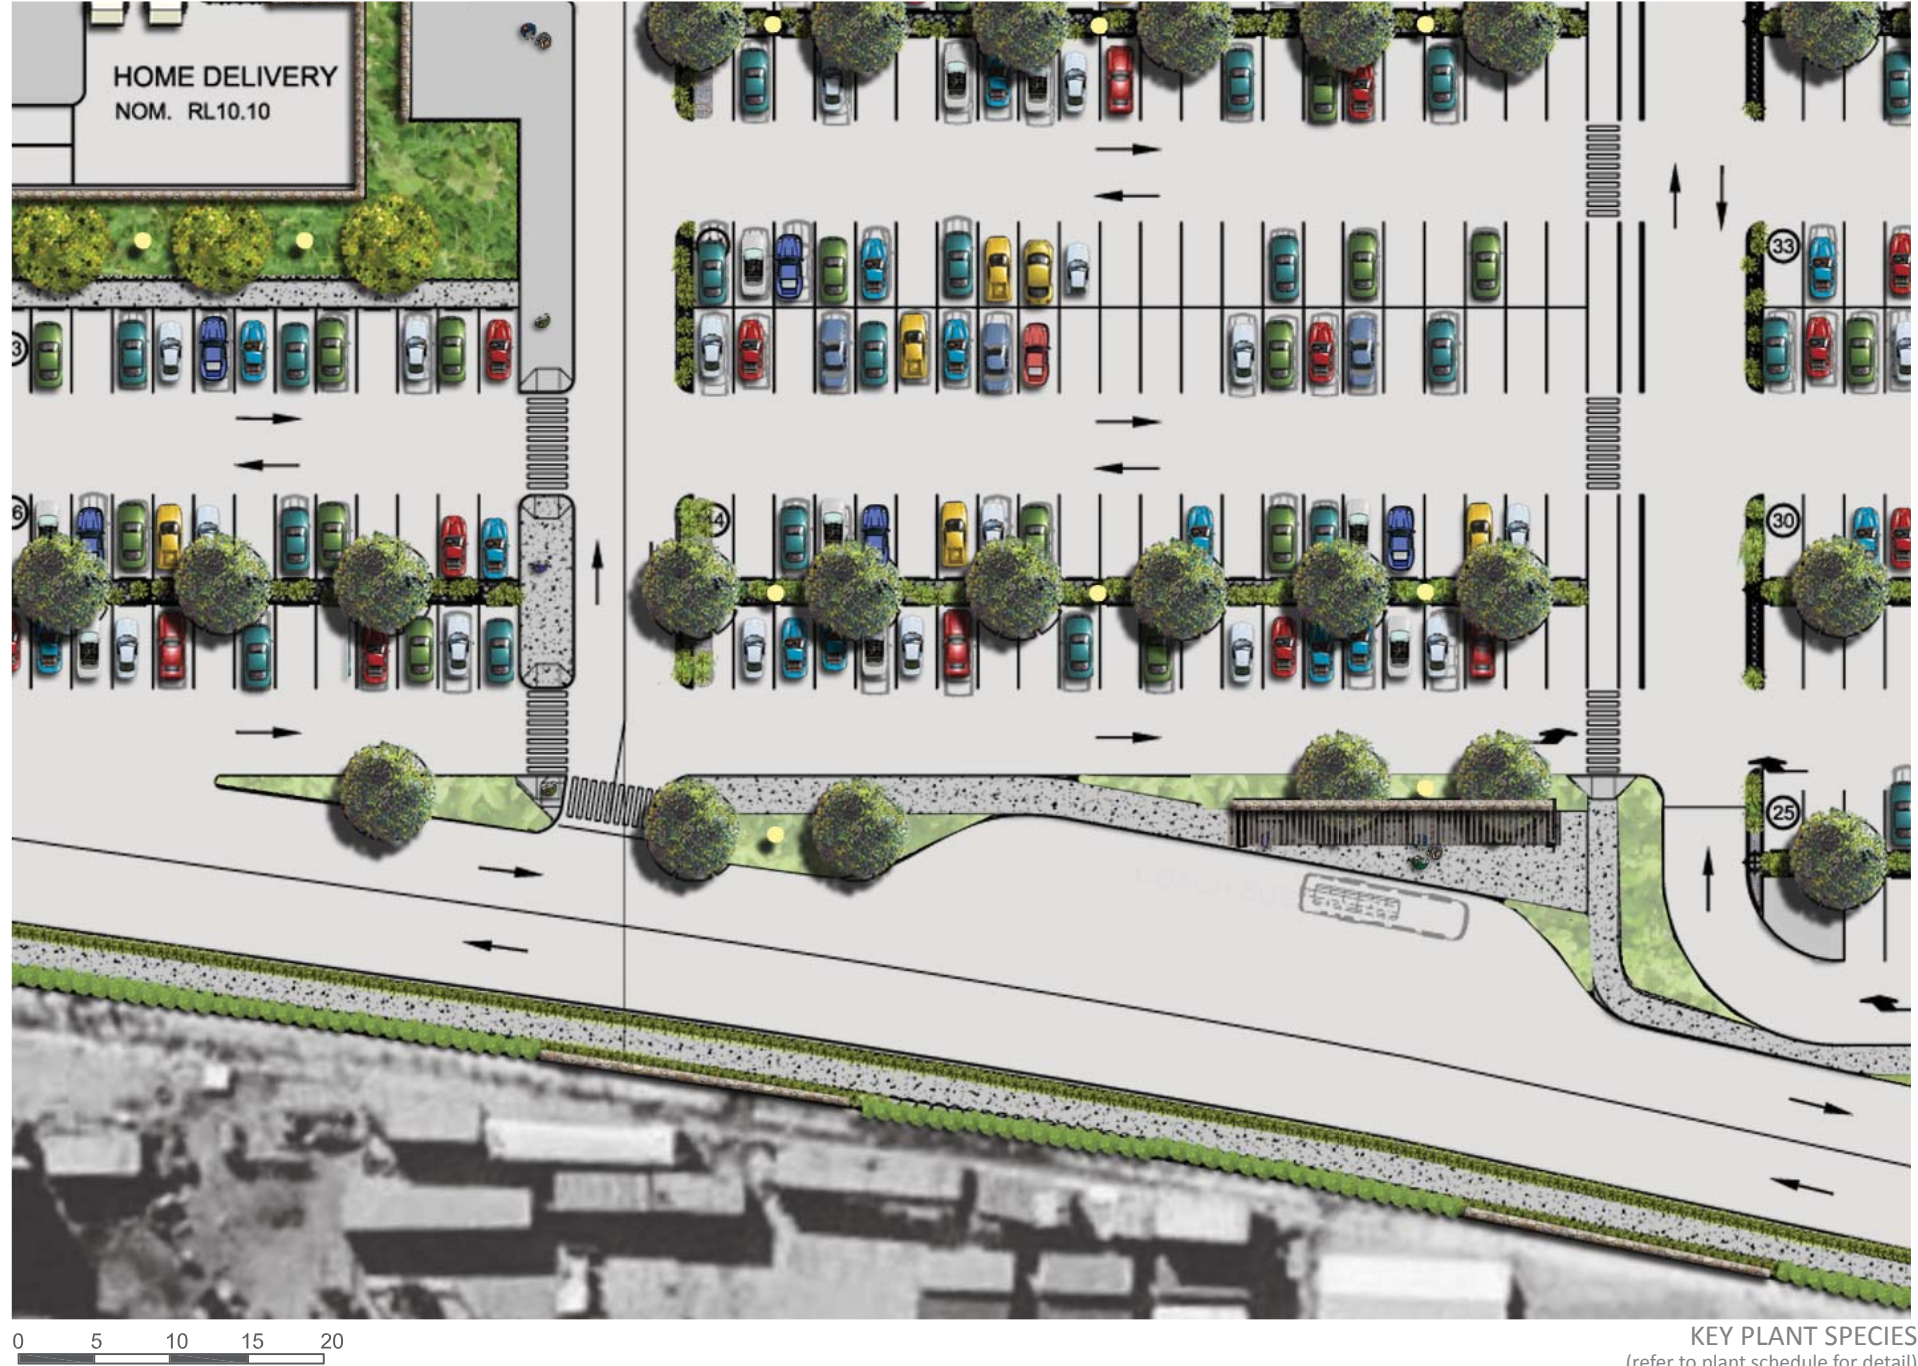 HOME DELIVERY
NOM. RL10.10
33
30
25
0 5 10 15 20
KEY PLANT SPECIES
(refer to plant schedule for detail)